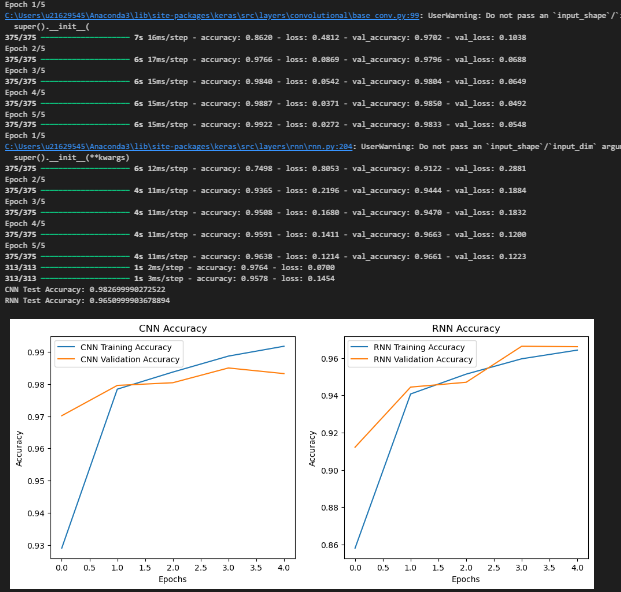 Epoch 1/5
C:\Users\u21629545\Anaconda3\lib\site-packages\keras\src\layers\convolutional\base_conv.py:99: UserWarning: Do not pass an `input_shape`/`i
super().__init__(
375/375 ━━━━━━━━━━━━━━━━━━━━ 7s 16ms/step - accuracy: 0.8620 - loss: 0.4812 - val_accuracy: 0.9702 - val_loss: 0.1038
Epoch 2/5
375/375 ━━━━━━━━━━━━━━━━━━━━ 6s 17ms/step - accuracy: 0.9766 - loss: 0.0869 - val_accuracy: 0.9796 - val_loss: 0.0688
Epoch 3/5
375/375 ━━━━━━━━━━━━━━━━━━━━ 6s 15ms/step - accuracy: 0.9840 - loss: 0.0542 - val_accuracy: 0.9804 - val_loss: 0.0649
Epoch 4/5
375/375 ━━━━━━━━━━━━━━━━━━━━ 6s 15ms/step - accuracy: 0.9887 - loss: 0.0371 - val_accuracy: 0.9850 - val_loss: 0.0492
Epoch 5/5
375/375 ━━━━━━━━━━━━━━━━━━━━ 6s 15ms/step - accuracy: 0.9922 - loss: 0.0272 - val_accuracy: 0.9833 - val_loss: 0.0548
Epoch 1/5
C:\Users\u21629545\Anaconda3\lib\site-packages\keras\src\layers\rnn\rnn.py:204: UserWarning: Do not pass an `input_shape`/`input_dim` argum
super().__init__(**kwargs)
375/375 ━━━━━━━━━━━━━━━━━━━━ 6s 12ms/step - accuracy: 0.7498 - loss: 0.8053 - val_accuracy: 0.9122 - val_loss: 0.2881
Epoch 2/5
375/375 ━━━━━━━━━━━━━━━━━━━━ 4s 11ms/step - accuracy: 0.9365 - loss: 0.2196 - val_accuracy: 0.9444 - val_loss: 0.1884
Epoch 3/5
375/375 ━━━━━━━━━━━━━━━━━━━━ 4s 11ms/step - accuracy: 0.9508 - loss: 0.1680 - val_accuracy: 0.9470 - val_loss: 0.1832
Epoch 4/5
375/375 ━━━━━━━━━━━━━━━━━━━━ 4s 11ms/step - accuracy: 0.9591 - loss: 0.1411 - val_accuracy: 0.9663 - val_loss: 0.1200
Epoch 5/5
375/375 ━━━━━━━━━━━━━━━━━━━━ 4s 11ms/step - accuracy: 0.9638 - loss: 0.1214 - val_accuracy: 0.9661 - val_loss: 0.1223
313/313 ━━━━━━━━━━━━━━━━━━━━ 1s 2ms/step - accuracy: 0.9764 - loss: 0.0700
313/313 ━━━━━━━━━━━━━━━━━━━━ 1s 3ms/step - accuracy: 0.9578 - loss: 0.1454
CNN Test Accuracy: 0.982699990272522
RNN Test Accuracy: 0.9650999903678894
CNN Accuracy
CNN Training Accuracy
CNN Validation Accuracy
0.99
0.98
0.97
0.96
0.95
0.94
0.93
Accuracy
0.0 0.5 1.0 1.5 2.0 2.5 3.0 3.5 4.0
Epochs
RNN Accuracy
RNN Training Accuracy
RNN Validation Accuracy
0.96
0.94
0.92
0.90
0.88
0.86
Accuracy
0.0 0.5 1.0 1.5 2.0 2.5 3.0 3.5 4.0
Epochs